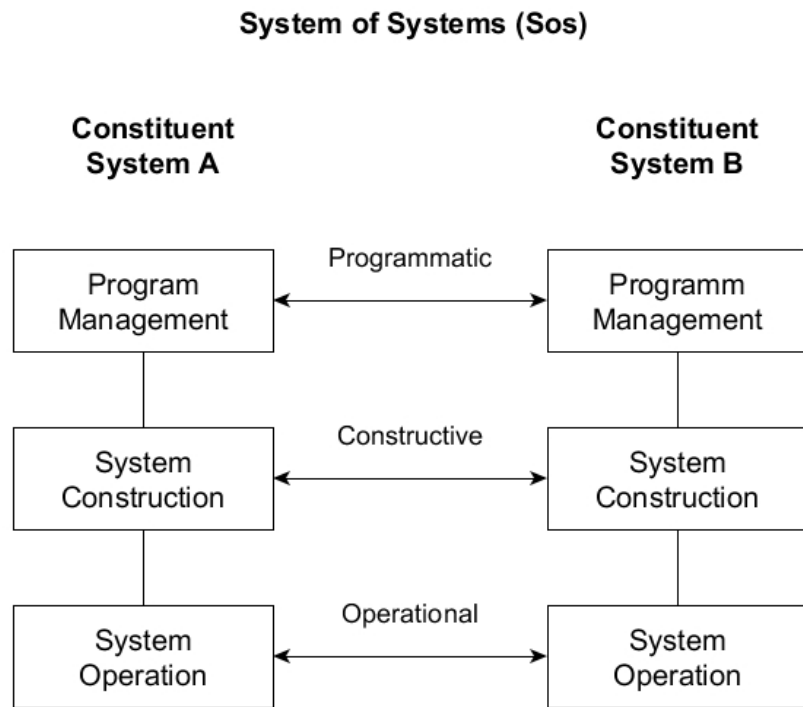 System of Systems (Sos)
Constituent
System A
Constituent
System B
Programmatic
Program
Management
Programm
Management
Constructive
System
Construction
System
Construction
Operational
System
Operation
System
Operation